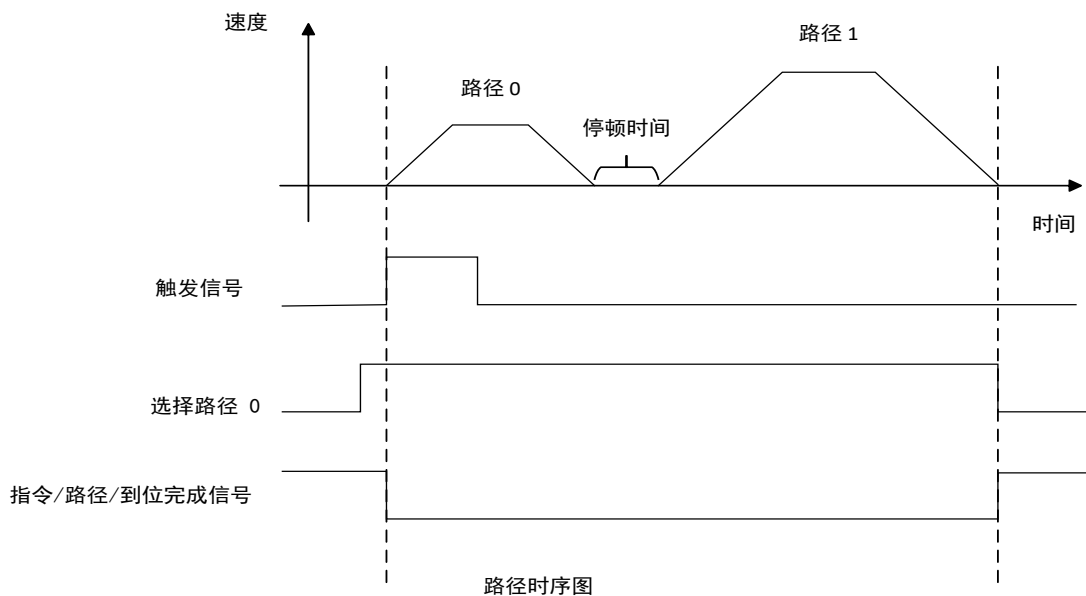 速度
路径 1
路径 0
停顿时间
时间
触发信号
选择路径 0
指令/路径/到位完成信号
路径时序图